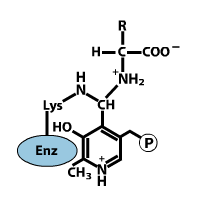 R
H C COO⁻
H
N ⁺NH₂
Lys CH
HO
Enz P
CH₃ ⁺N
H